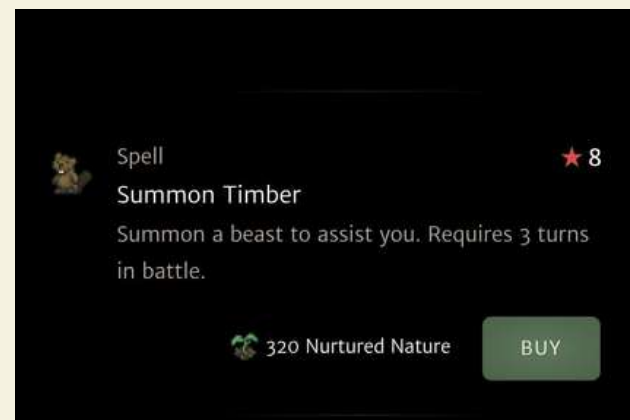 Spell
8
Summon Timber
Summon a beast to assist you. Requires 3 turns
in battle.
320 Nurtured Nature
BUY